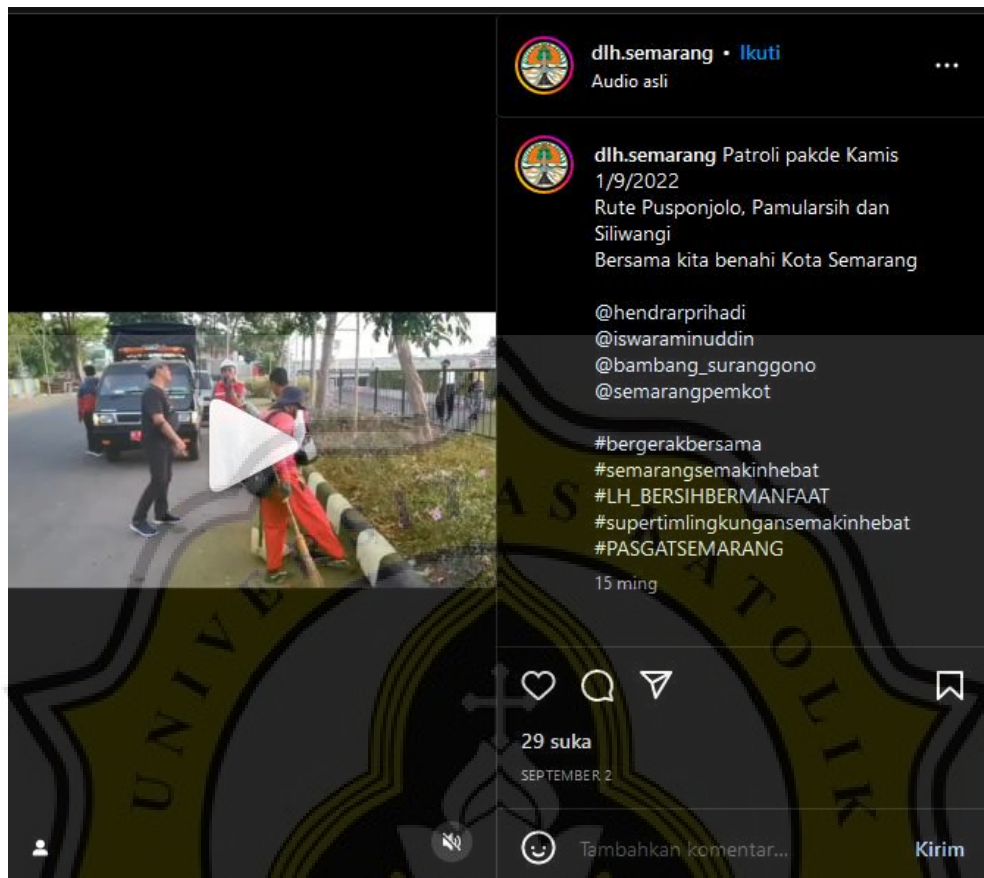 dlh.semarang • Ikuti
Audio asli
dlh.semarang Patroli pakde Kamis
1/9/2022
Rute Pusponjolo, Pamularsih dan
Siliwangi
Bersama kita benahi Kota Semarang
@hendrarprihadi
@iswaraminuddin
@bambang_suranggono
@semarangpemkot
#bergerakbersama
#semarangsemakinhebat
#LH_BERSIHBERMANFAAT
#supertimlingkungansemakinhebat
#PASGATSEMARANG
15 ming
29 suka
SEPTEMBER 2
Tambahkan komentar...
Kirim